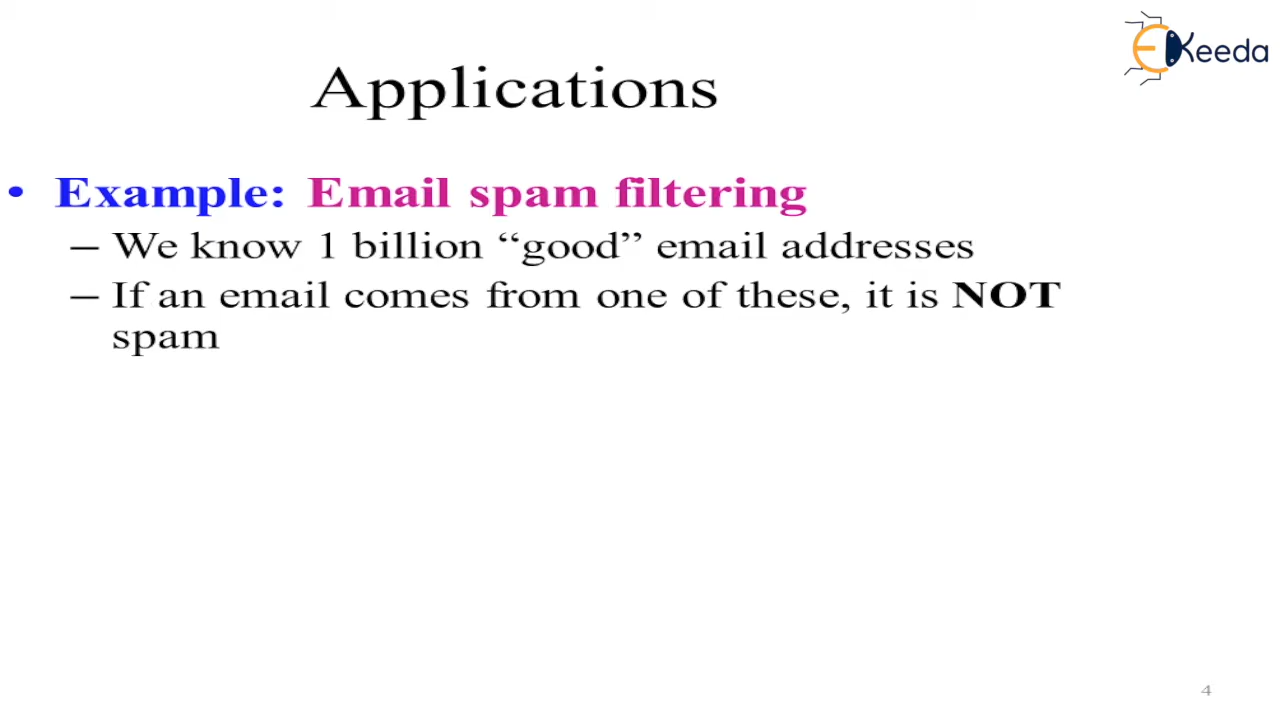 EKeeda
Applications
• Example: Email spam filtering
– We know 1 billion “good” email addresses
– If an email comes from one of these, it is NOT
spam
4